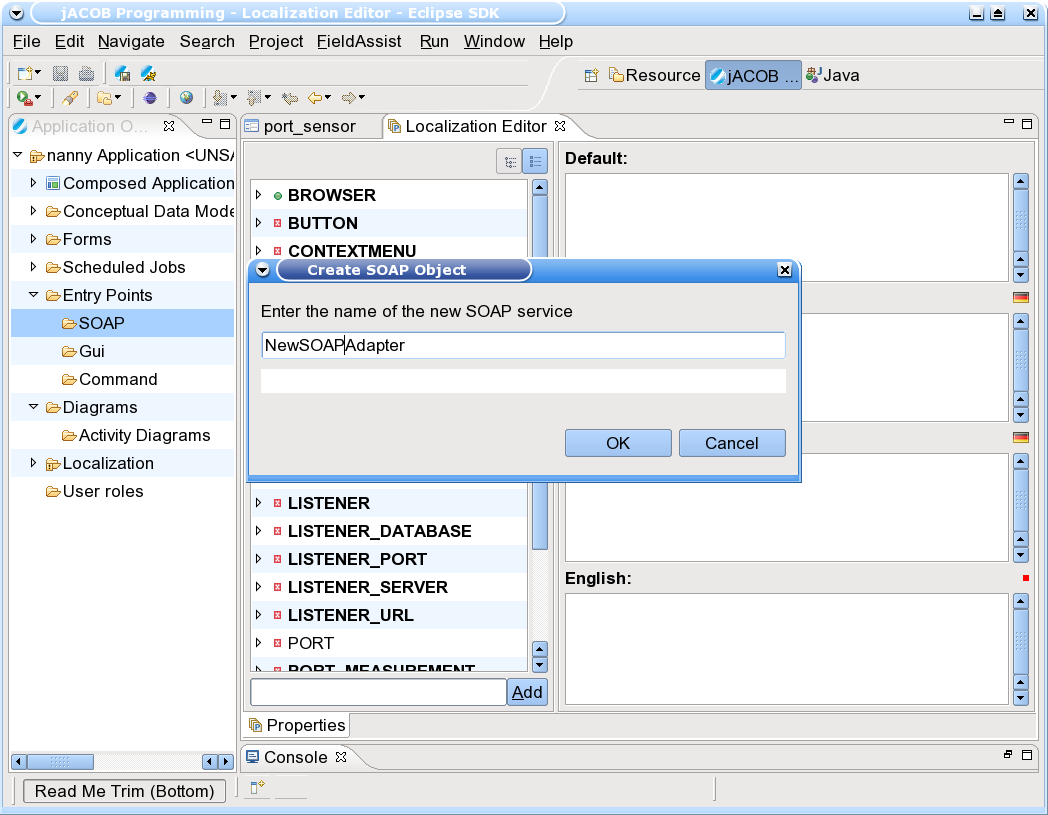 jACOB Programming - Localization Editor - Eclipse SDK
File Edit Navigate Search Project FieldAssist Run Window Help
Resource jACOB ... Java
Application O...
port_sensor Localization Editor
nanny Application <UNSA
Composed Application
Conceptual Data Mode
Forms
Scheduled Jobs
Entry Points
SOAP
Gui
Command
Diagrams
Activity Diagrams
Localization
User roles
BROWSER
BUTTON
CONTEXTMENU
Default:
Create SOAP Object
Enter the name of the new SOAP service
NewSOAPAdapter
OK Cancel
LISTENER
LISTENER_DATABASE
LISTENER_PORT
LISTENER_SERVER
LISTENER_URL
PORT
PORT_MEASUREMENT
English:
Add
Properties
Console
Read Me Trim (Bottom)